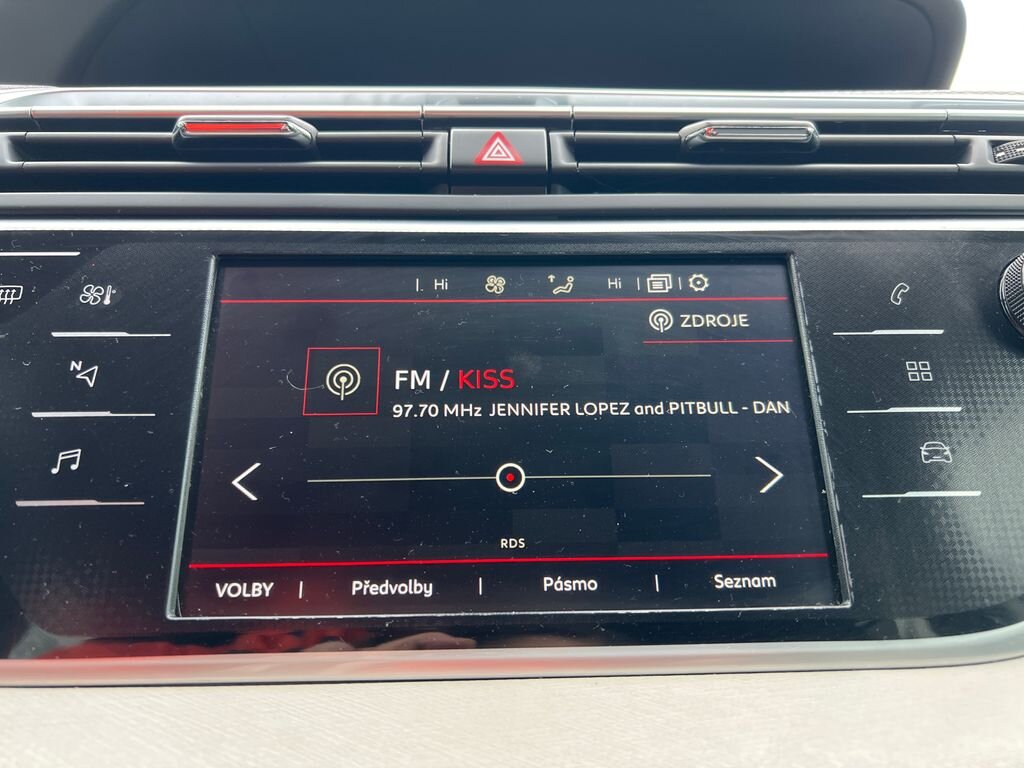 Hi Hi
ZDROJE
N
FM / KISS
97.70 MHz JENNIFER LOPEZ and PITBULL - DAN
RDS
VOLBY | Předvolby | Pásmo | Seznam